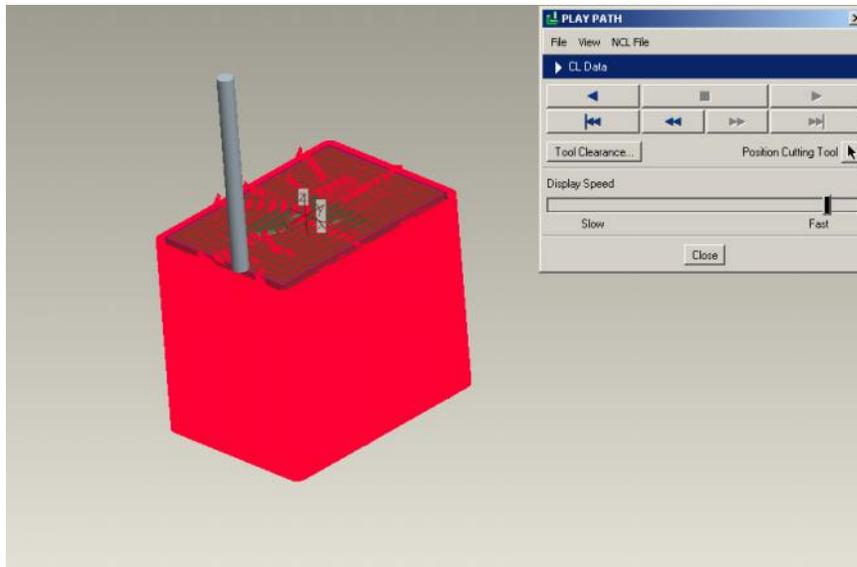 PLAY PATH
File View NCL File
CL Data
Tool Clearance... Position Cutting Tool
Display Speed
Slow Fast
Close
Z
Y
X